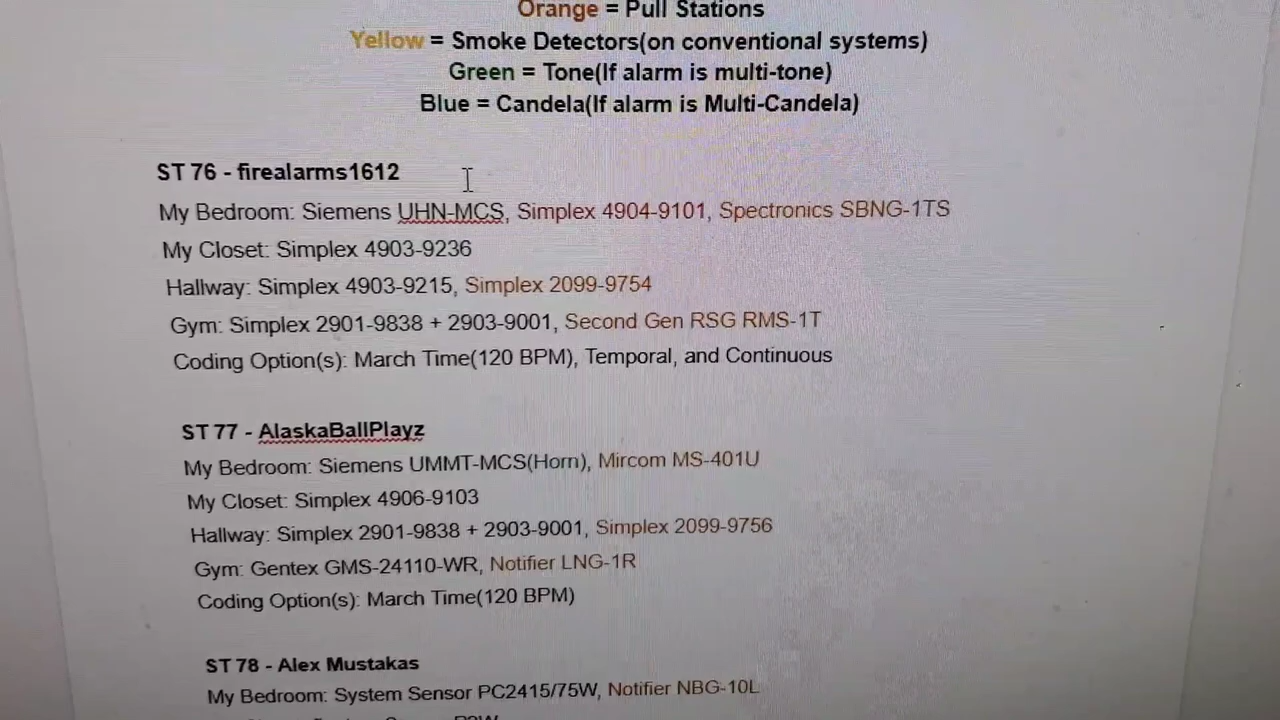 Orange = Pull Stations
Yellow = Smoke Detectors(on conventional systems)
Green = Tone(If alarm is multi-tone)
Blue = Candela(If alarm is Multi-Candela)
ST 76 - firealarms1612
My Bedroom: Siemens UHN-MCS, Simplex 4904-9101, Spectronics SBNG-1TS
My Closet: Simplex 4903-9236
Hallway: Simplex 4903-9215, Simplex 2099-9754
Gym: Simplex 2901-9838 + 2903-9001, Second Gen RSG RMS-1T
Coding Option(s): March Time(120 BPM), Temporal, and Continuous
ST 77 - AlaskaBallPlayz
My Bedroom: Siemens UMMT-MCS(Horn), Mircom MS-401U
My Closet: Simplex 4906-9103
Hallway: Simplex 2901-9838 + 2903-9001, Simplex 2099-9756
Gym: Gentex GMS-24110-WR, Notifier LNG-1R
Coding Option(s): March Time(120 BPM)
ST 78 - Alex Mustakas
My Bedroom: System Sensor PC2415/75W, Notifier NBG-10L